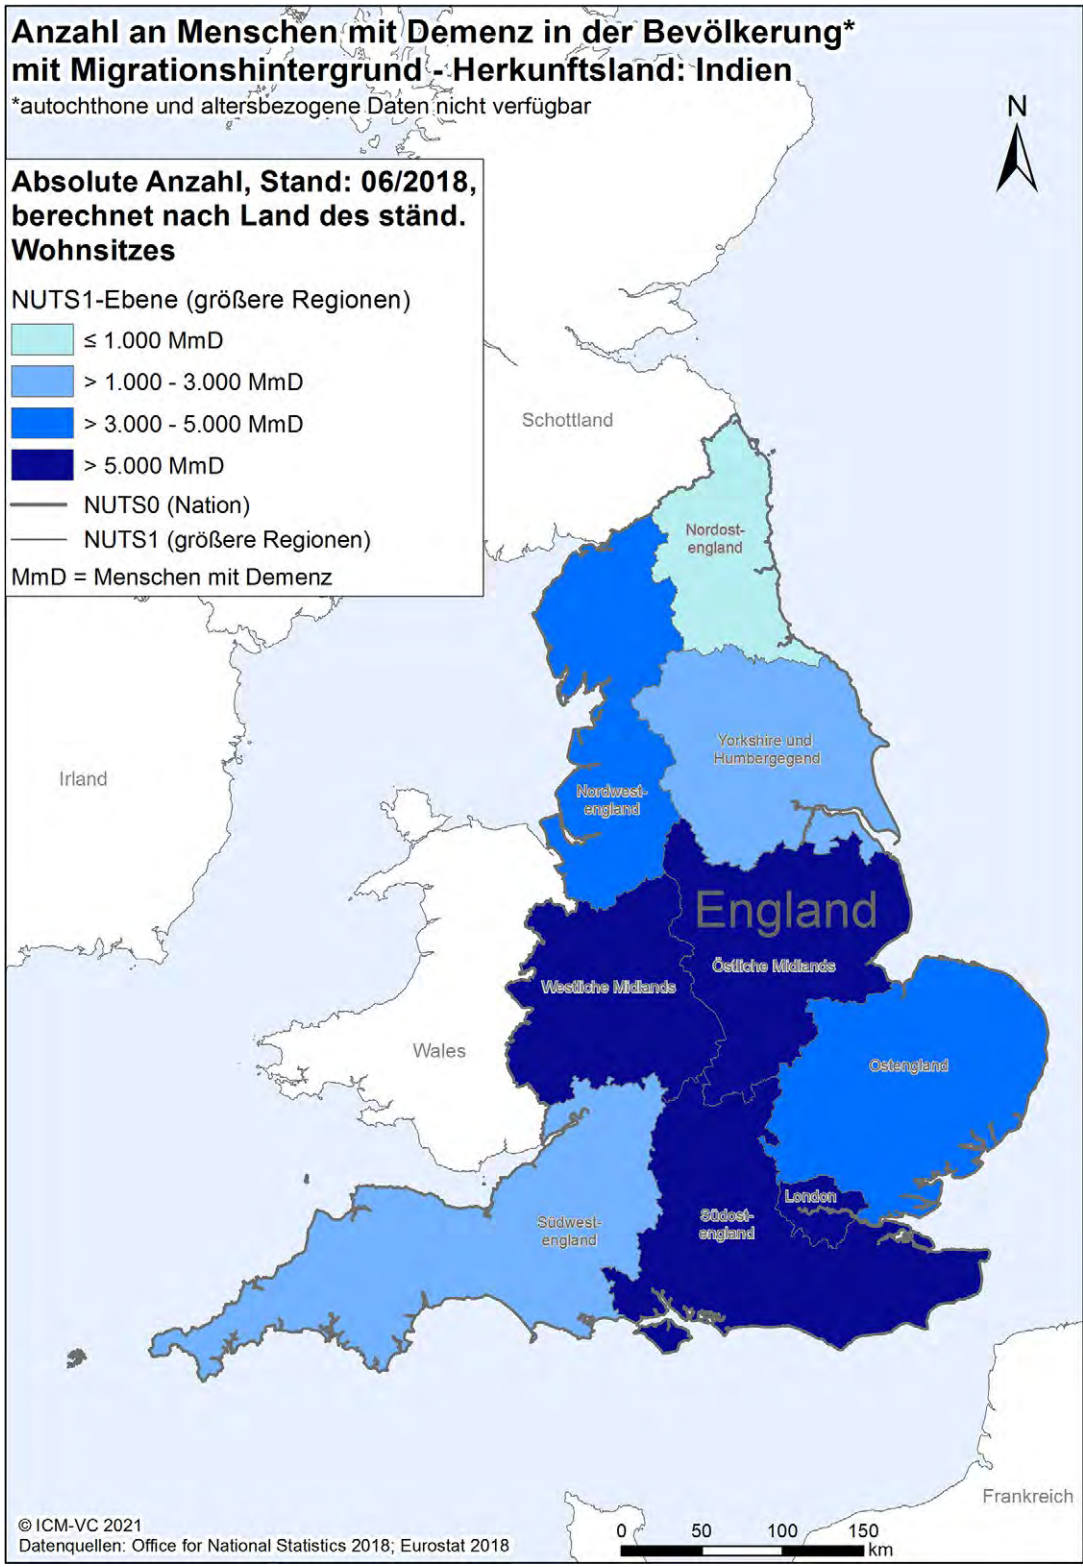 Anzahl an Menschen mit Demenz in der Bevölkerung*
mit Migrationshintergrund - Herkunftsland: Indien
*autochthone und altersbezogene Daten nicht verfügbar
N
Absolute Anzahl, Stand: 06/2018,
berechnet nach Land des ständ.
Wohnsitzes
NUTS1-Ebene (größere Regionen)
≤ 1.000 MmD
> 1.000 - 3.000 MmD
> 3.000 - 5.000 MmD
> 5.000 MmD
NUTS0 (Nation)
NUTS1 (größere Regionen)
MmD = Menschen mit Demenz
Schottland
Nordost-
england
Yorkshire und
Humbergegend
Irland
Nordwest-
england
England
Östliche Midlands
Westliche Midlands
Wales
Ostengland
London
Südwest-
england
Südost-
england
Frankreich
© ICM-VC 2021
Datenquellen: Office for National Statistics 2018; Eurostat 2018
0 50 100 150
km